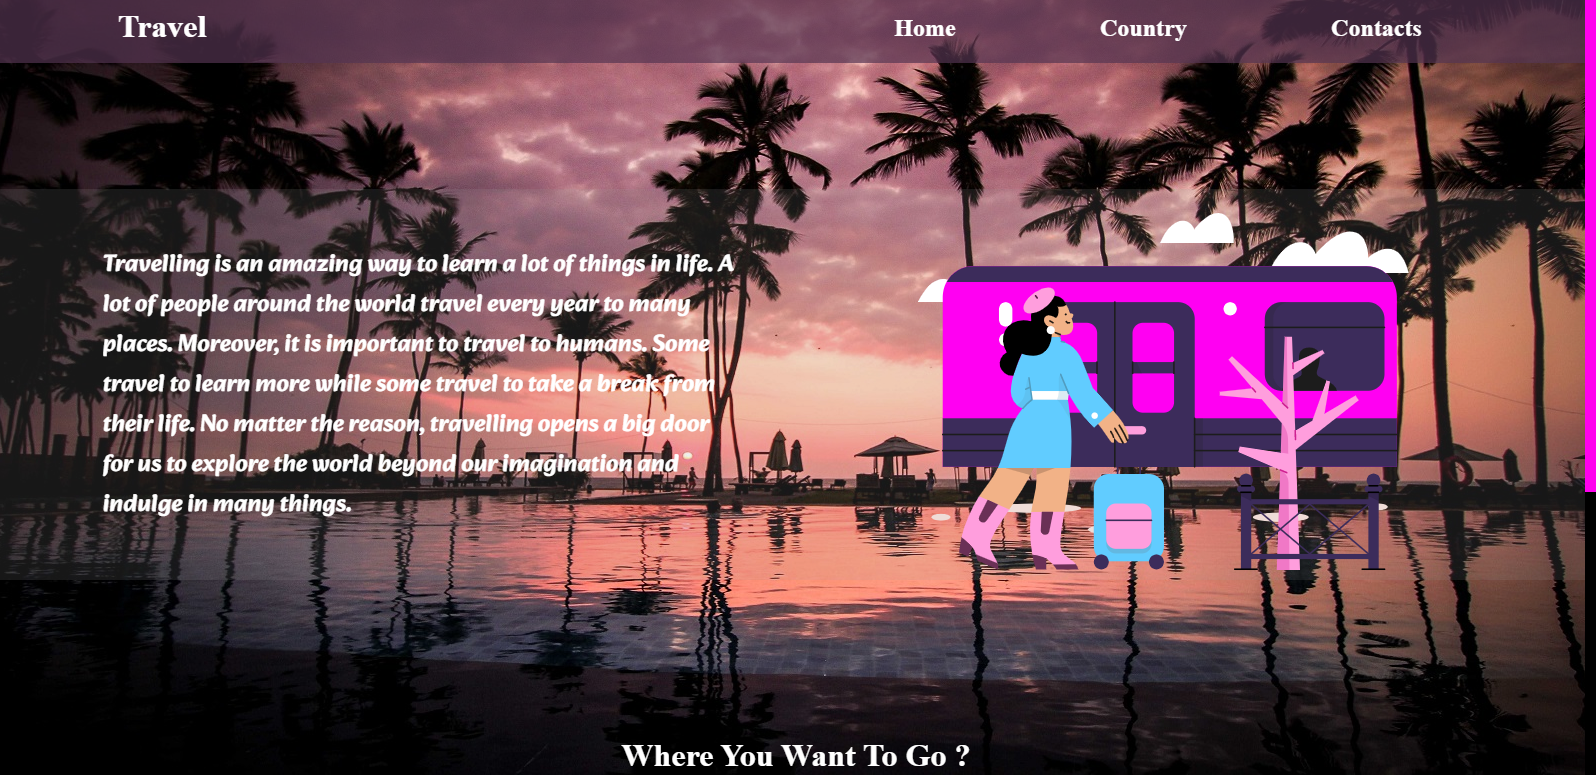 Travel
Home
Country
Contacts
Travelling is an amazing way to learn a lot of things in life. A
lot of people around the world travel every year to many
places. Moreover, it is important to travel to humans. Some
travel to learn more while some travel to take a break from
their life. No matter the reason, travelling opens a big door
for us to explore the world beyond our imagination and
indulge in many things.
Where You Want To Go ?